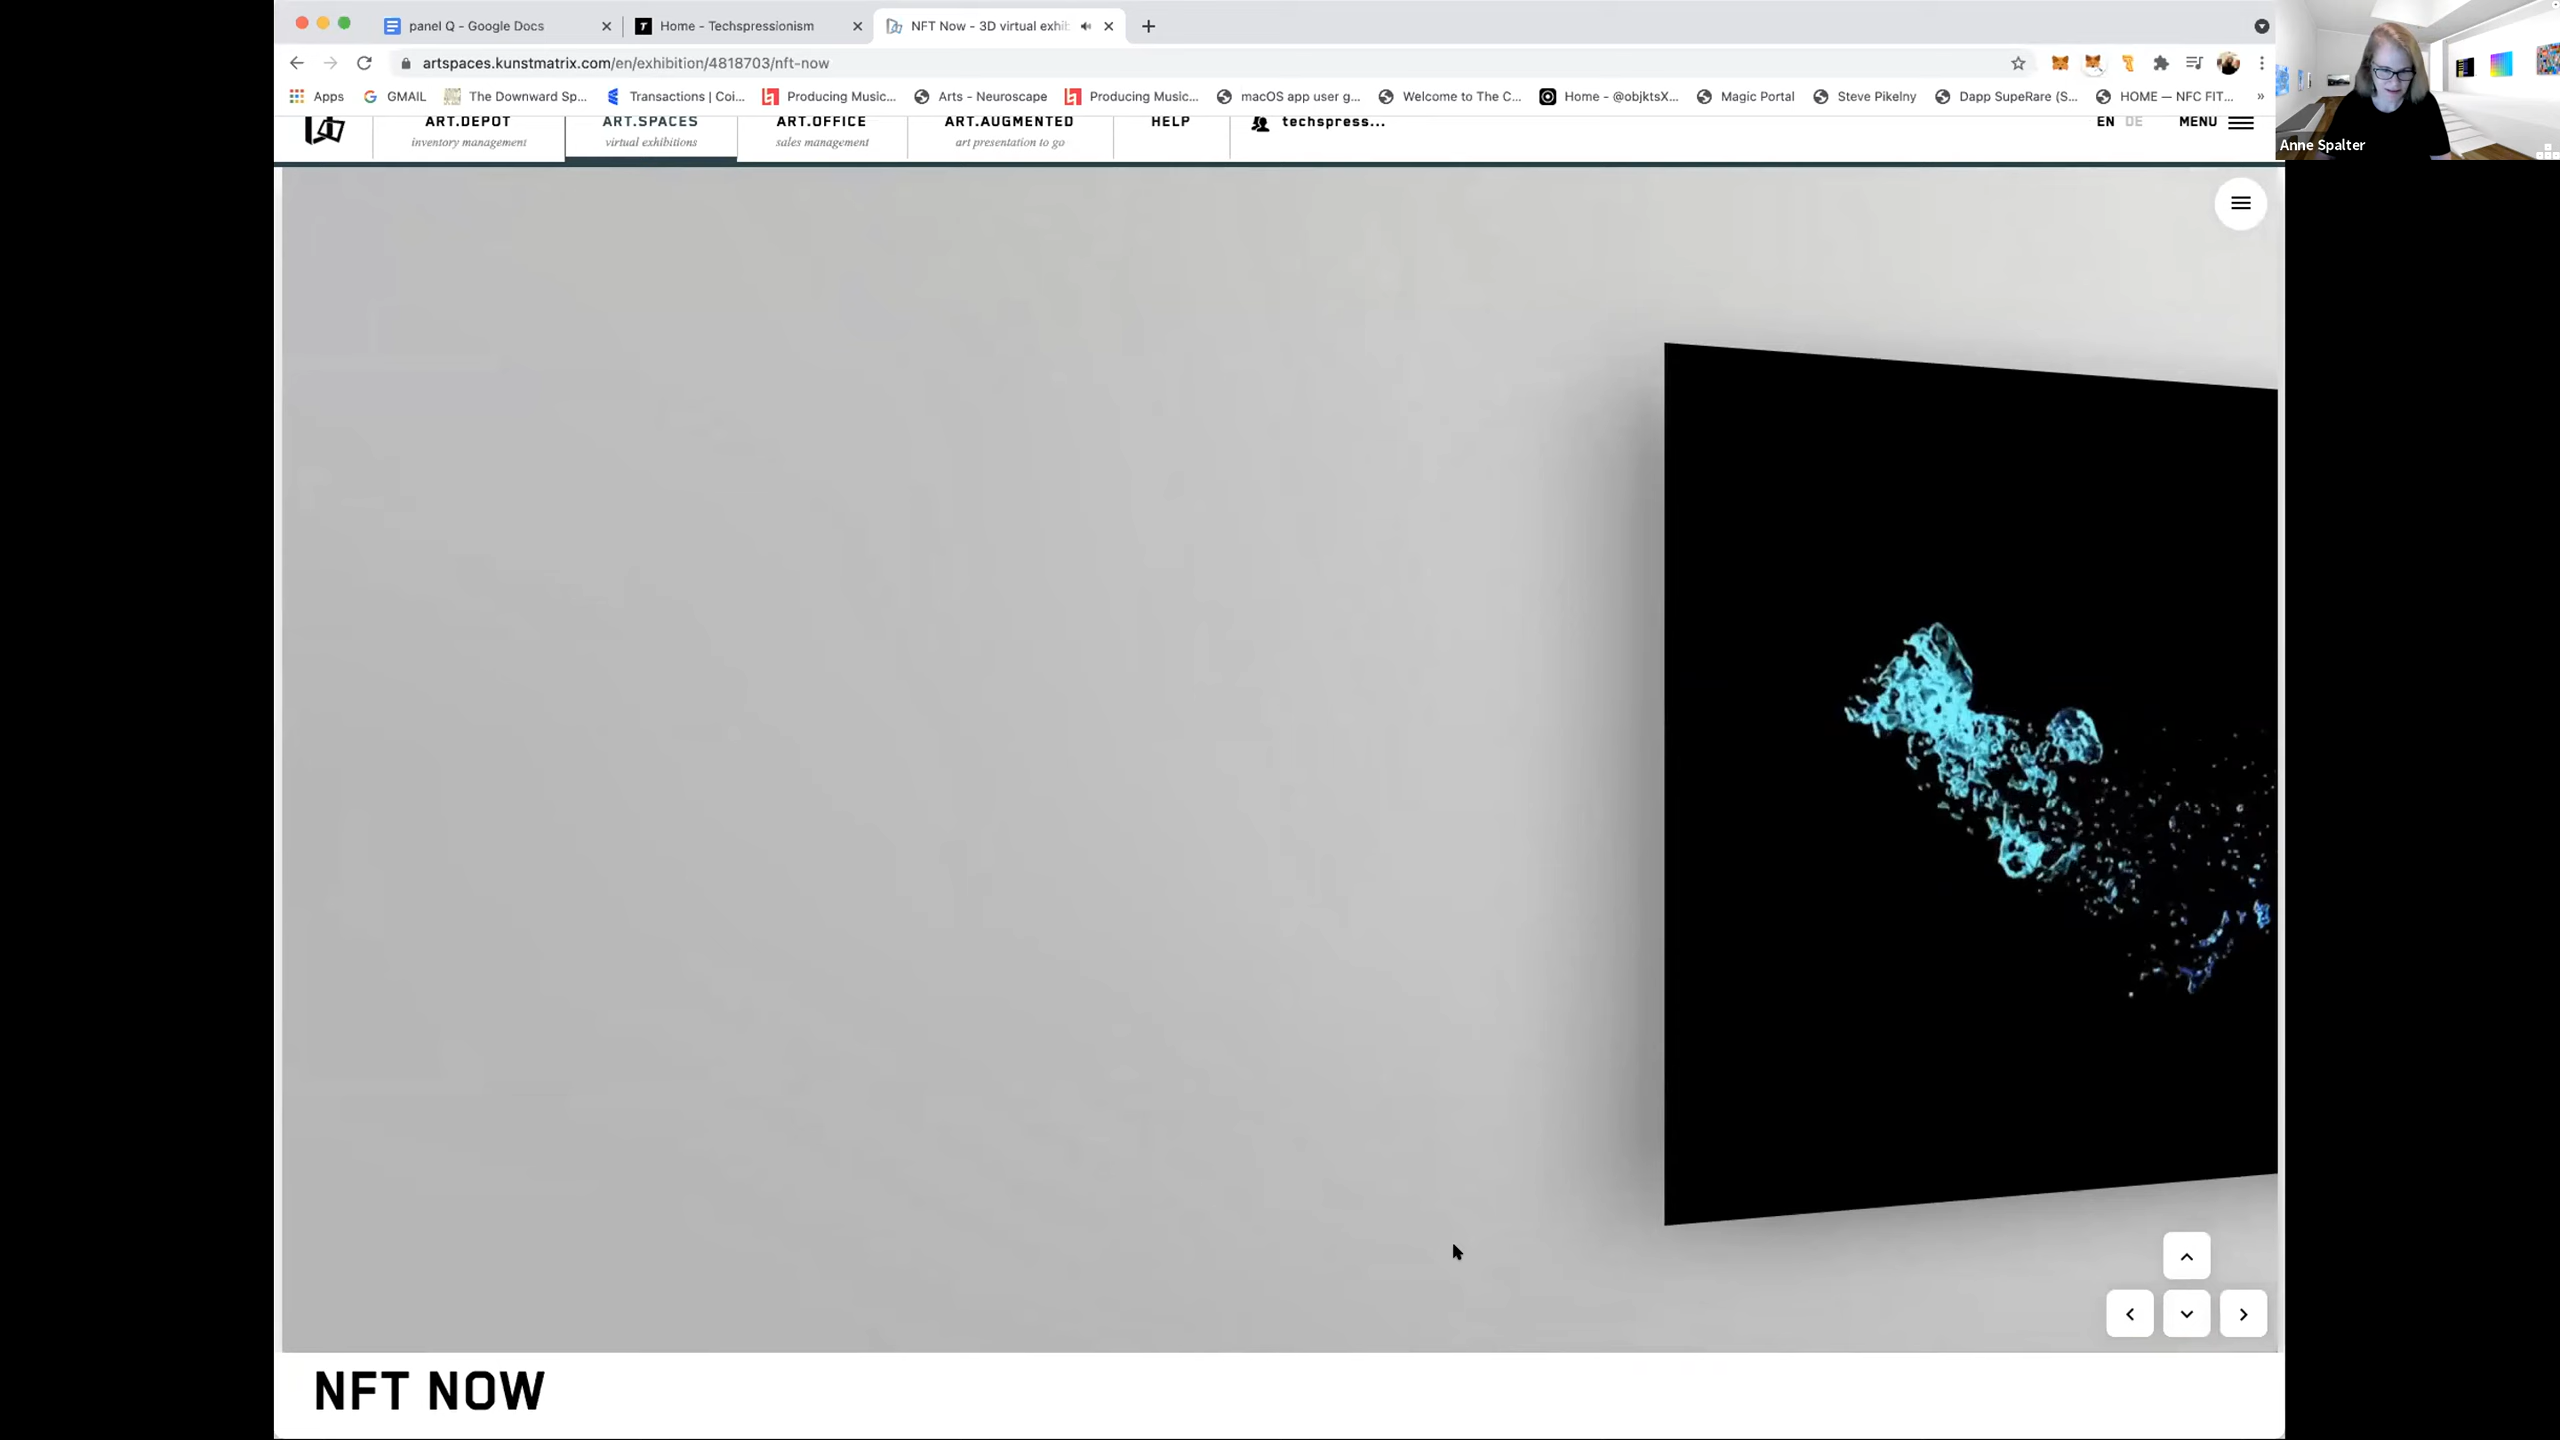 panel Q - Google Docs
Home - Techspressionism
NFT Now - 3D virtual exhib
artspaces.kunstmatrix.com/en/exhibition/4818703/nft-now
Apps GMAIL The Downward Sp... Transactions | Coi... Producing Music... Arts - Neuroscape Producing Music... macOS app user g... Welcome to The C... Home - @objktsX... Magic Portal Steve Pikelny Dapp SupeRare (S... HOME — NFC FIT... »
ART.DEPOT ART.SPACES ART.OFFICE ART.AUGMENTED HELP techspress... EN DE MENU
inventory management virtual exhibitions sales management art presentation to go
Anne Spalter
NFT NOW